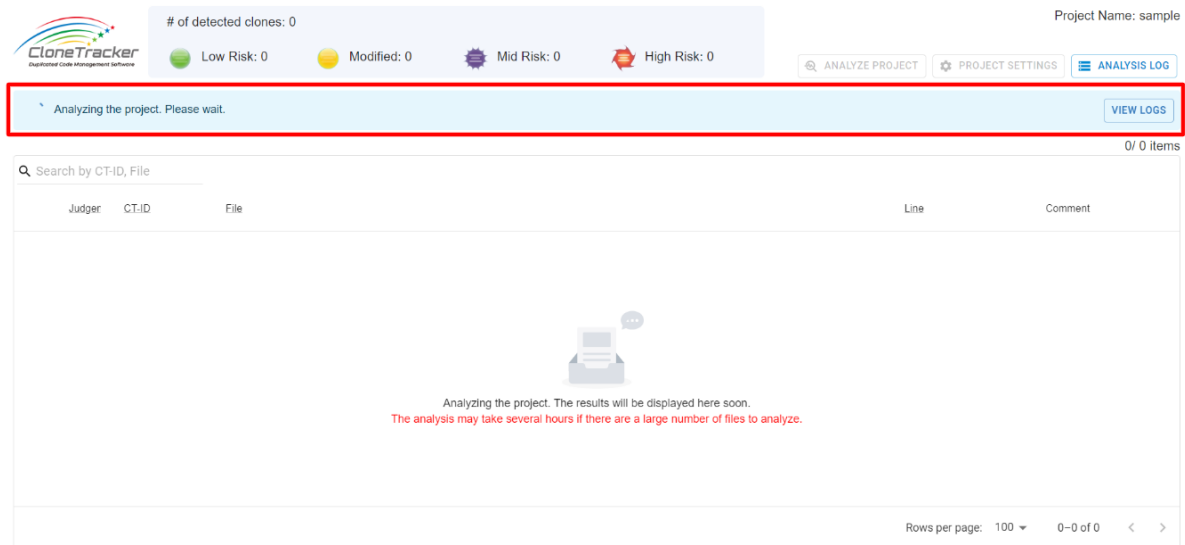 CloneTracker
Duplicated Code Management Software
# of detected clones: 0
Low Risk: 0
Modified: 0
Mid Risk: 0
High Risk: 0
Project Name: sample
ANALYZE PROJECT
PROJECT SETTINGS
ANALYSIS LOG
Analyzing the project. Please wait.
VIEW LOGS
0/ 0 items
Search by CT-ID, File
Judger CT-ID File Line Comment
Analyzing the project. The results will be displayed here soon.
The analysis may take several hours if there are a large number of files to analyze.
Rows per page: 100 0–0 of 0